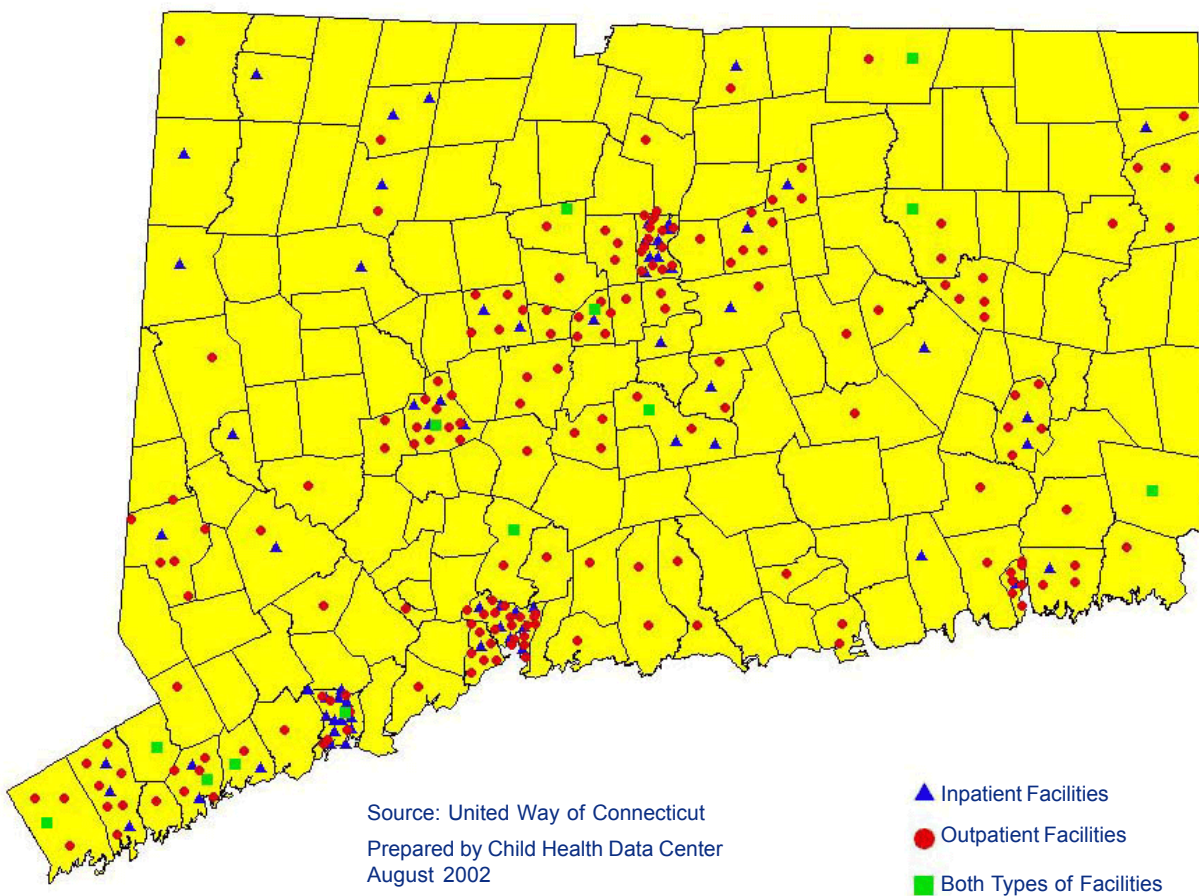 Source: United Way of Connecticut
Prepared by Child Health Data Center
August 2002
Inpatient Facilities
Outpatient Facilities
Both Types of Facilities